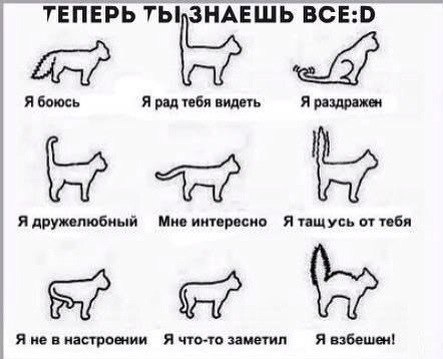 ТЕПЕРЬ ТЫ ЗНАЕШЬ ВСЕ:D
Я боюсь Я рад тебя видеть Я раздражен
Я дружелюбный Мне интересно Я тащусь от тебя
Я не в настроении Я что-то заметил Я взбешен!